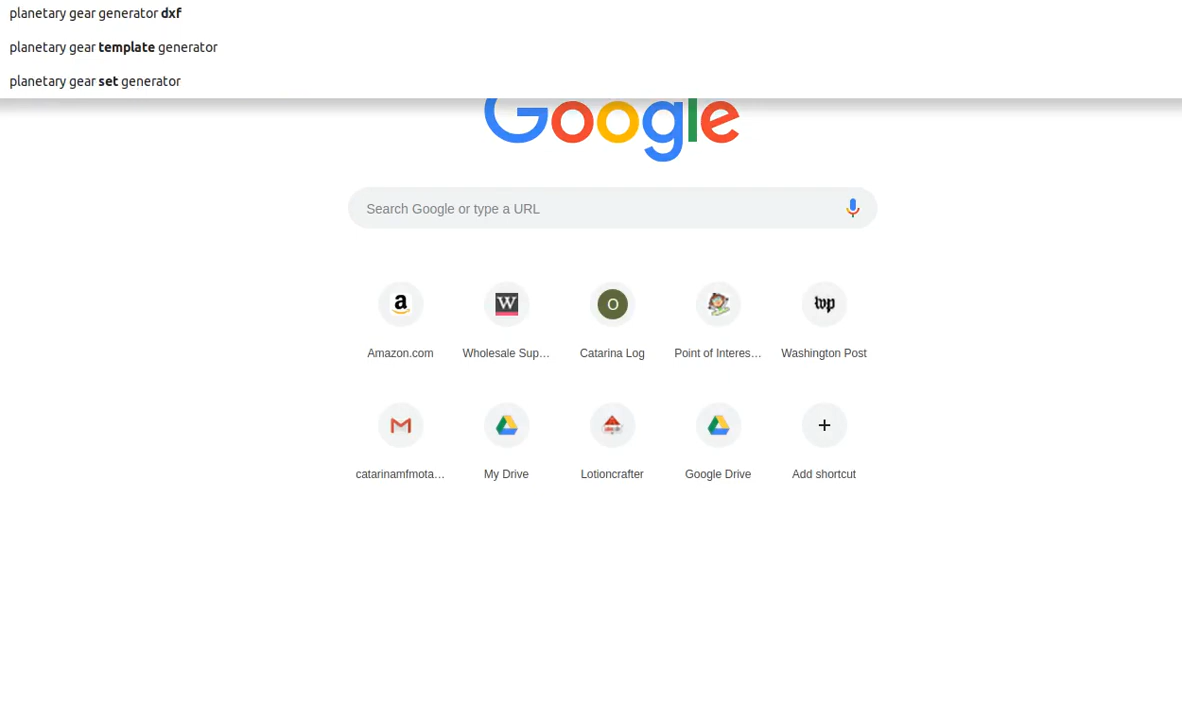 planetary gear generator dxf
planetary gear template generator
planetary gear set generator
Google
Search Google or type a URL
a
W
O
wp
Amazon.com
Wholesale Sup…
Catarina Log
Point of Interes…
Washington Post
catarinamfmota…
My Drive
Lotioncrafter
Google Drive
Add shortcut